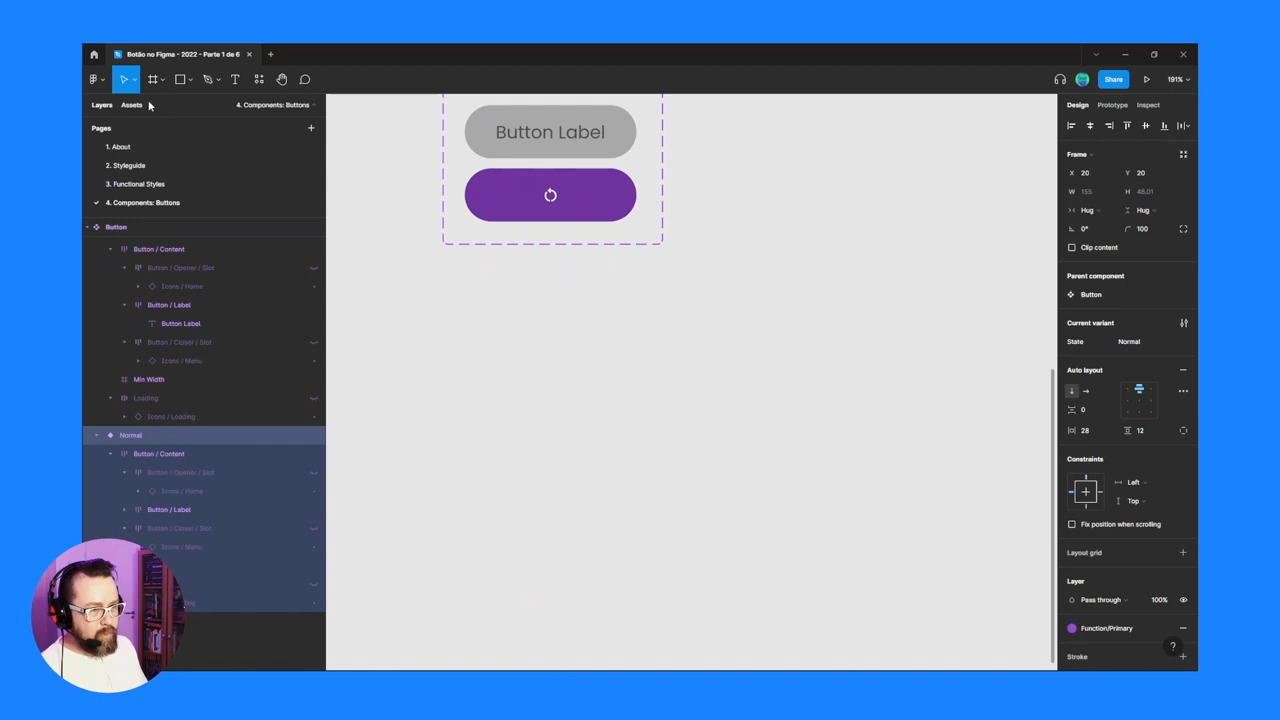 Botão no Figma - 2022 - Parte 1 de 6
Share
191%
Layers
Assets
4. Components: Buttons
Pages
1. About
2. Styleguide
3. Functional Styles
4. Components: Buttons
Button
Button / Content
Button / Opener / Slot
Icons / Home
Button / Label
Button Label
Button / Closer / Slot
Icons / Menu
Min Width
Loading
Icons / Loading
Normal
Button / Content
Button / Opener / Slot
Icons / Home
Button / Label
Button / Closer / Slot
Icons / Menu
Button Label
Design
Prototype
Inspect
Frame
X 20
Y 20
W 155
H 48.01
Hug
Hug
0°
100
Clip content
Parent component
Button
Current variant
State
Normal
Auto layout
0
28
12
Constraints
Left
Top
Fix position when scrolling
Layout grid
Layer
Pass through
100%
Function/Primary
Stroke
?